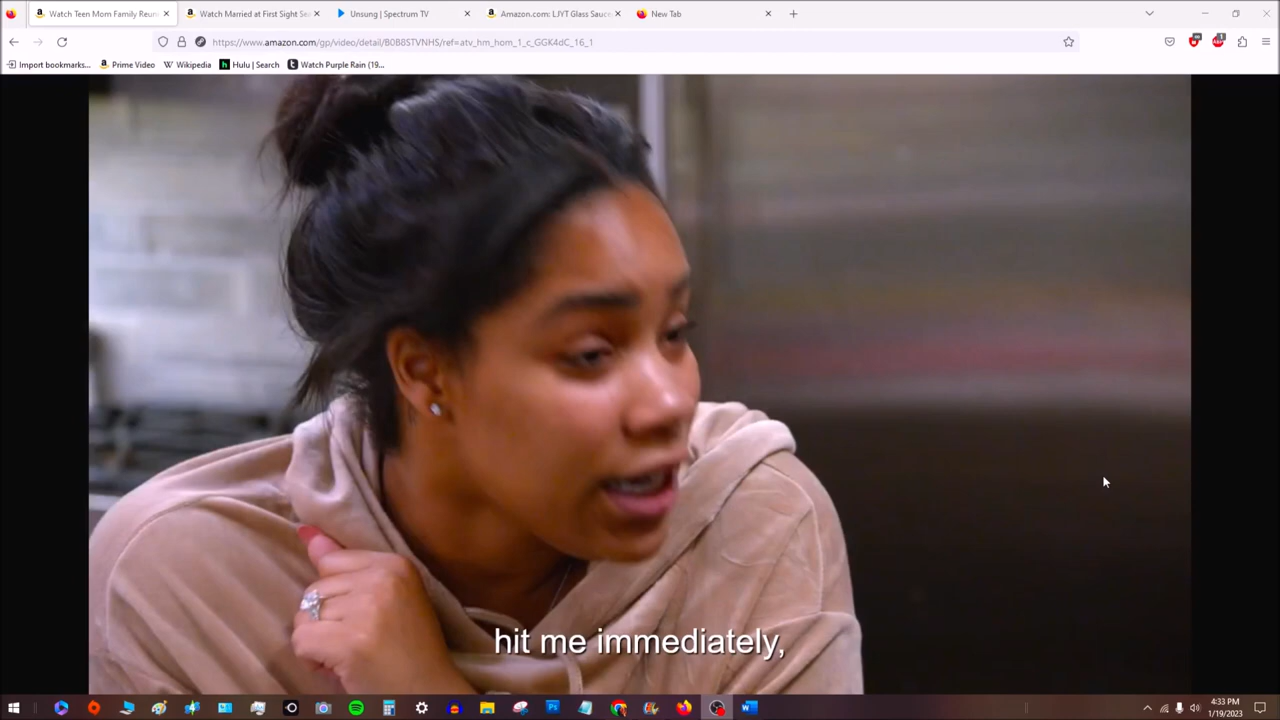 Watch Teen Mom Family Reun
Watch Married at First Sight Sea
Unsung | Spectrum TV
Amazon.com: LJYT Glass Sauce
New Tab
https://www.amazon.com/gp/video/detail/B0B8STVNHS/ref=atv_hm_hom_1_c_GGK4dC_16_1
Import bookmarks...
Prime Video
Wikipedia
Hulu | Search
Watch Purple Rain (19...
hit me immediately,
4:33 PM
1/19/2023